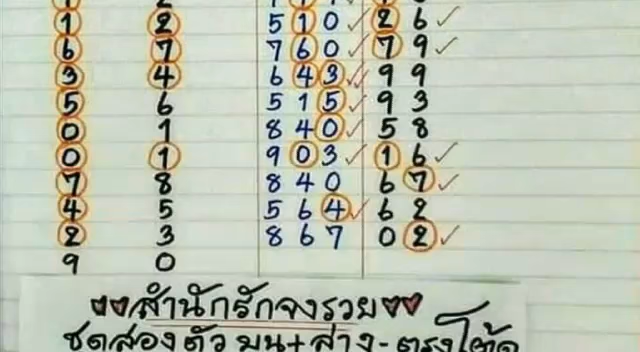 1 2 510 26
6 7 760 79
3 4 643 99
5 6 515 93
0 1 840 58
0 1 903 16
7 8 840 67
4 5 564 62
2 3 867 02
9 0
สำนักรักจงรวย
ชุดสองตัว บน+ล่าง-ตรงโต๊ด